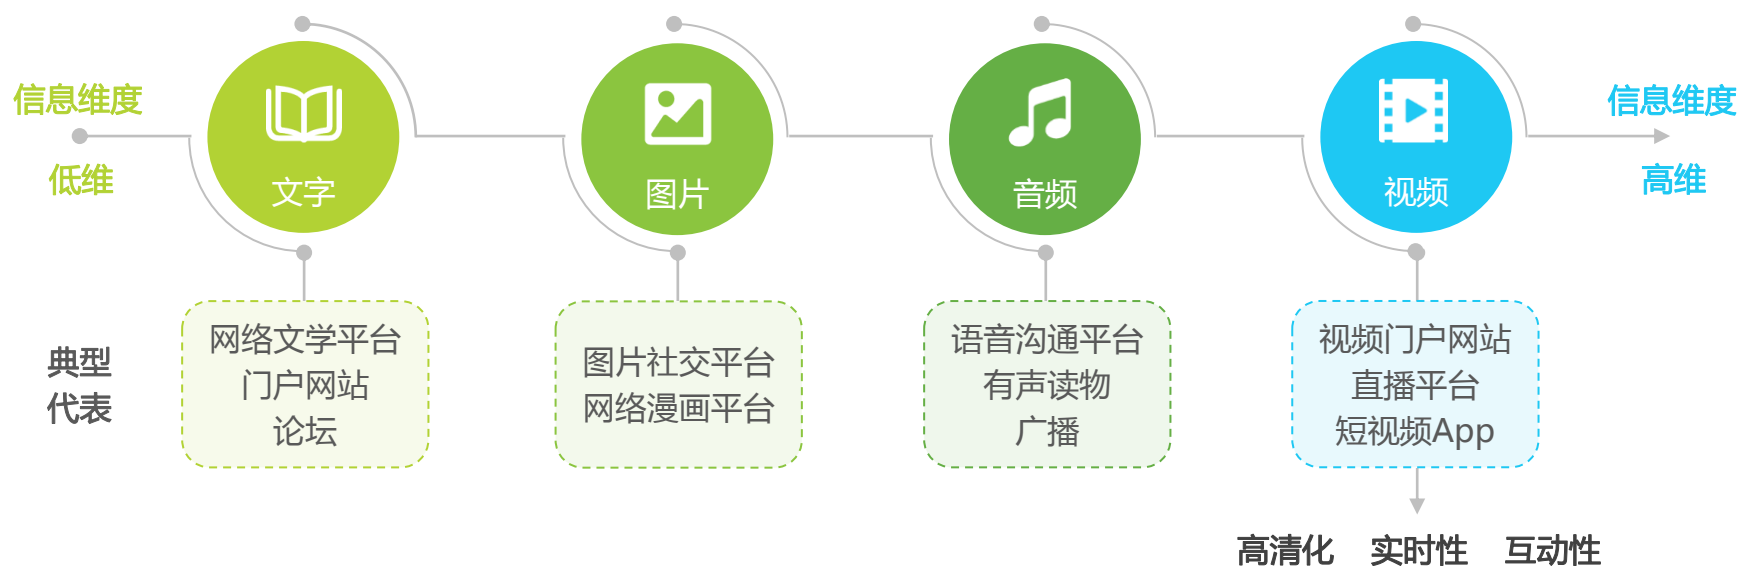 信息维度
低维
文字
图片
音频
视频
信息维度
高维
典型
代表
网络文学平台
门户网站
论坛
图片社交平台
网络漫画平台
语音沟通平台
有声读物
广播
视频门户网站
直播平台
短视频App
高清化 实时性 互动性